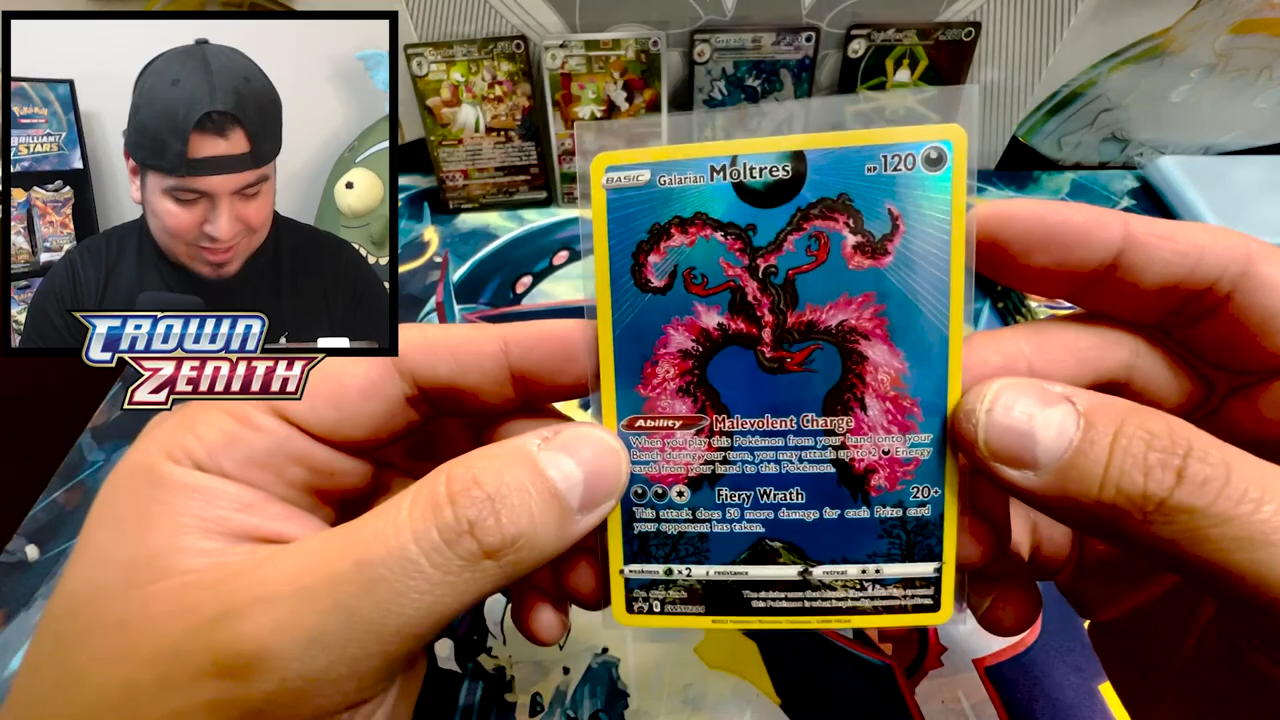 Pokémon
BRILLIANT
STARS
CROWN
ZENITH
Gyarados
BASIC
Galarian Moltres
HP 120
Ability Malevolent Charge
When you play this Pokémon from your hand onto your
Bench during your turn, you may attach up to 2 Energy
cards from your hand to this Pokémon.
Fiery Wrath 20+
This attack does 50 more damage for each Prize card
your opponent has taken.
weakness ×2 resistance retreat